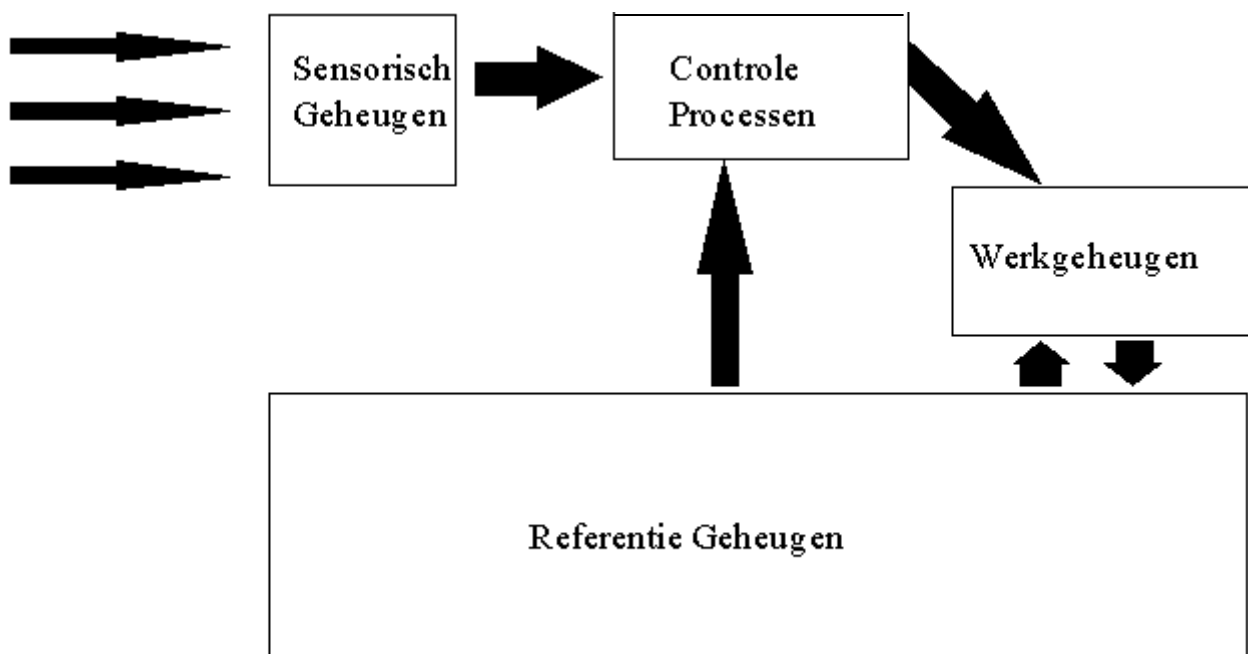 Sensorisch
Geheugen
Controle
Processen
Werkgeheugen
Referentie Geheugen